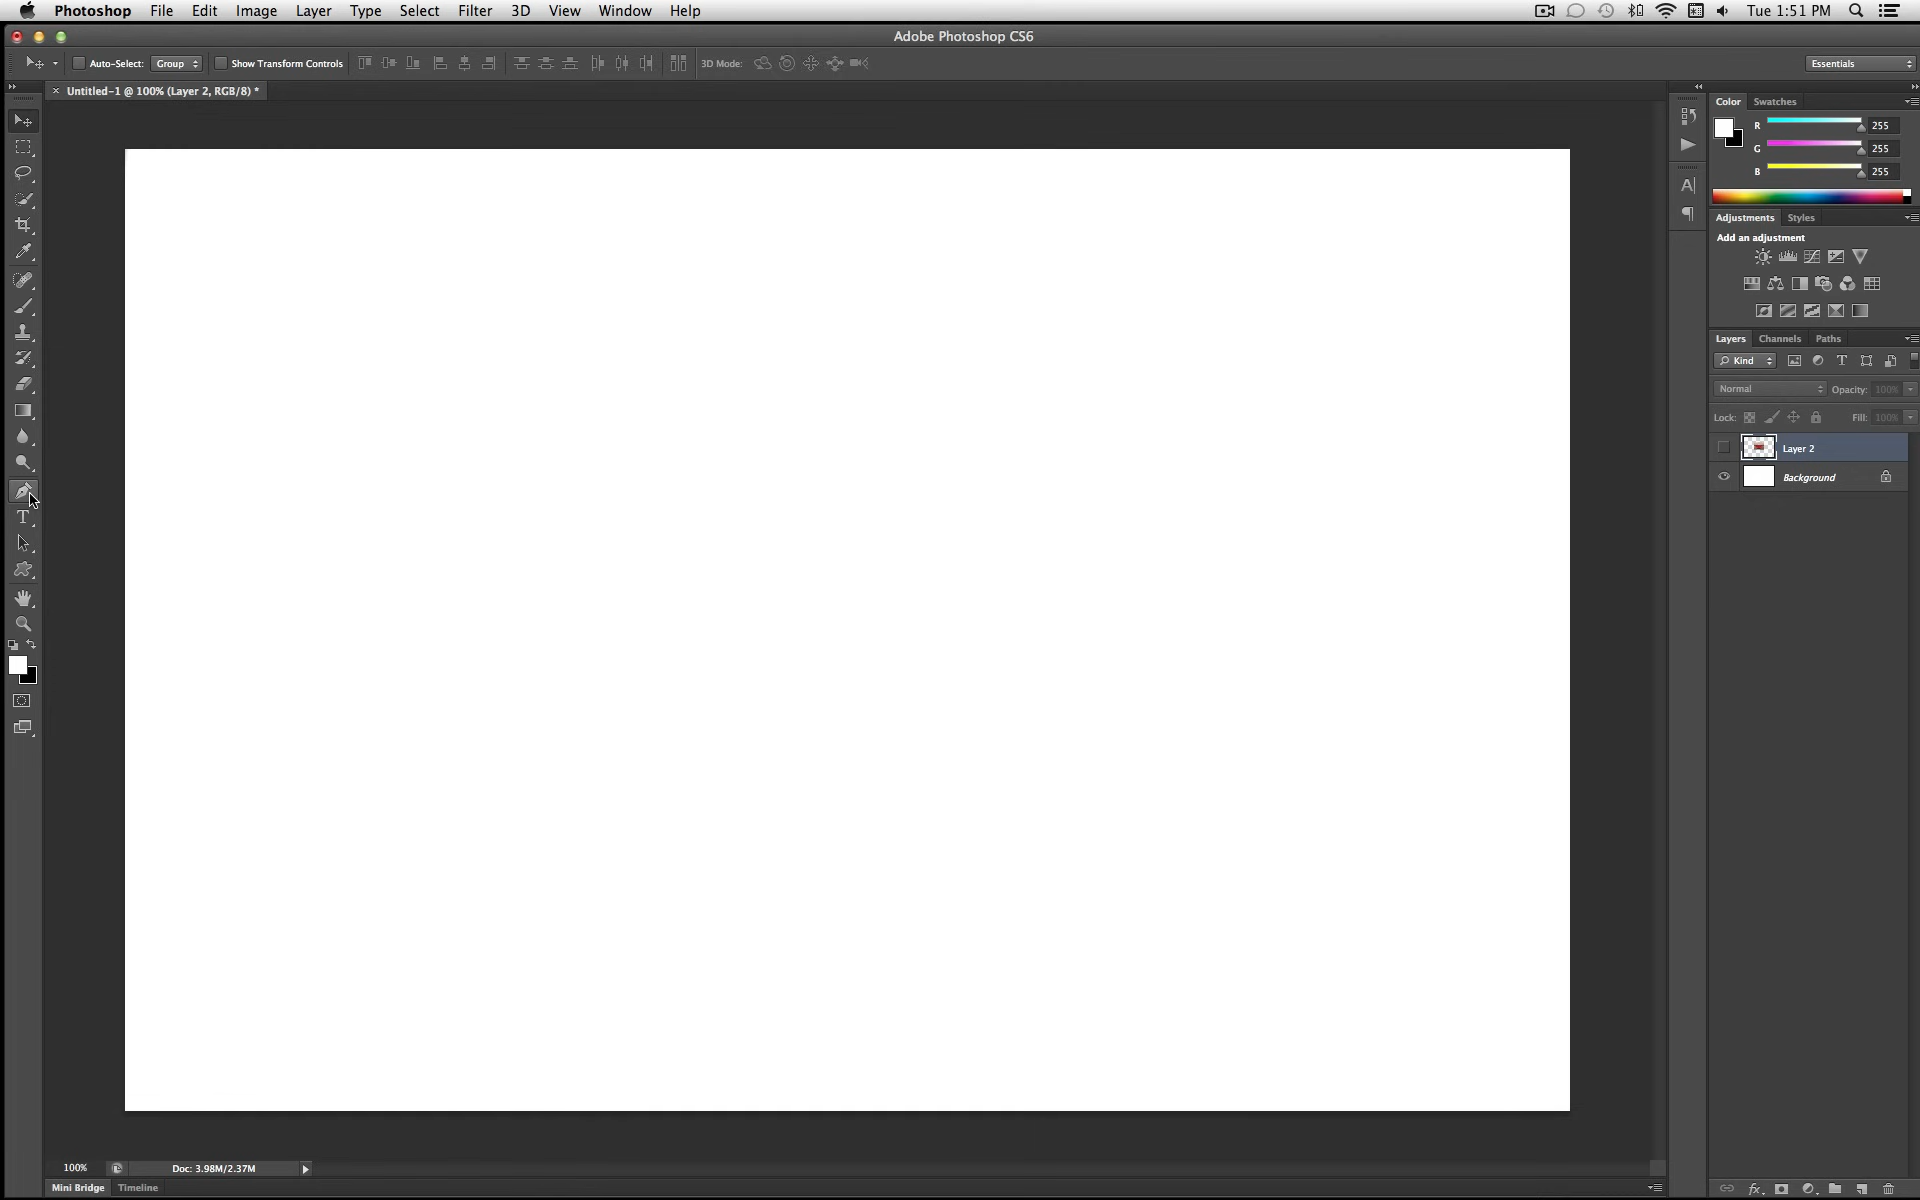 Photoshop File Edit Image Layer Type Select Filter 3D View Window Help Tue 1:51 PM
Adobe Photoshop CS6
Auto-Select: Group Show Transform Controls 3D Mode: Essentials
Untitled-1 @ 100% (Layer 2, RGB/8) *
Color Swatches
R 255
G 255
B 255
Adjustments Styles
Add an adjustment
Layers Channels Paths
Kind
Normal Opacity: 100%
Lock: Fill: 100%
Layer 2
Background
100% Doc: 3.98M/2.37M
Mini Bridge Timeline